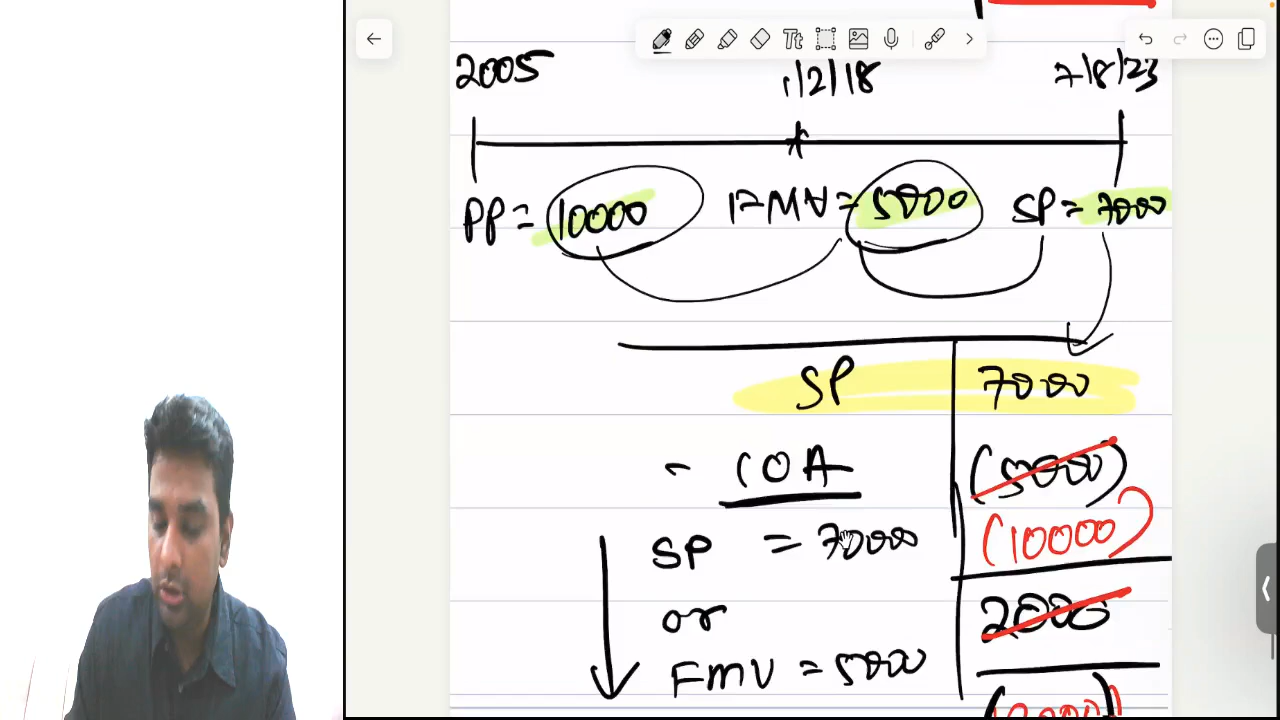 Tt
2005 1/2/18 7/8/23
PP = 10000 FMV = 5000 SP = 7000
SP 7000
- COA (5000)
(10000)
SP = 7000
or 2000
FMV = 5000